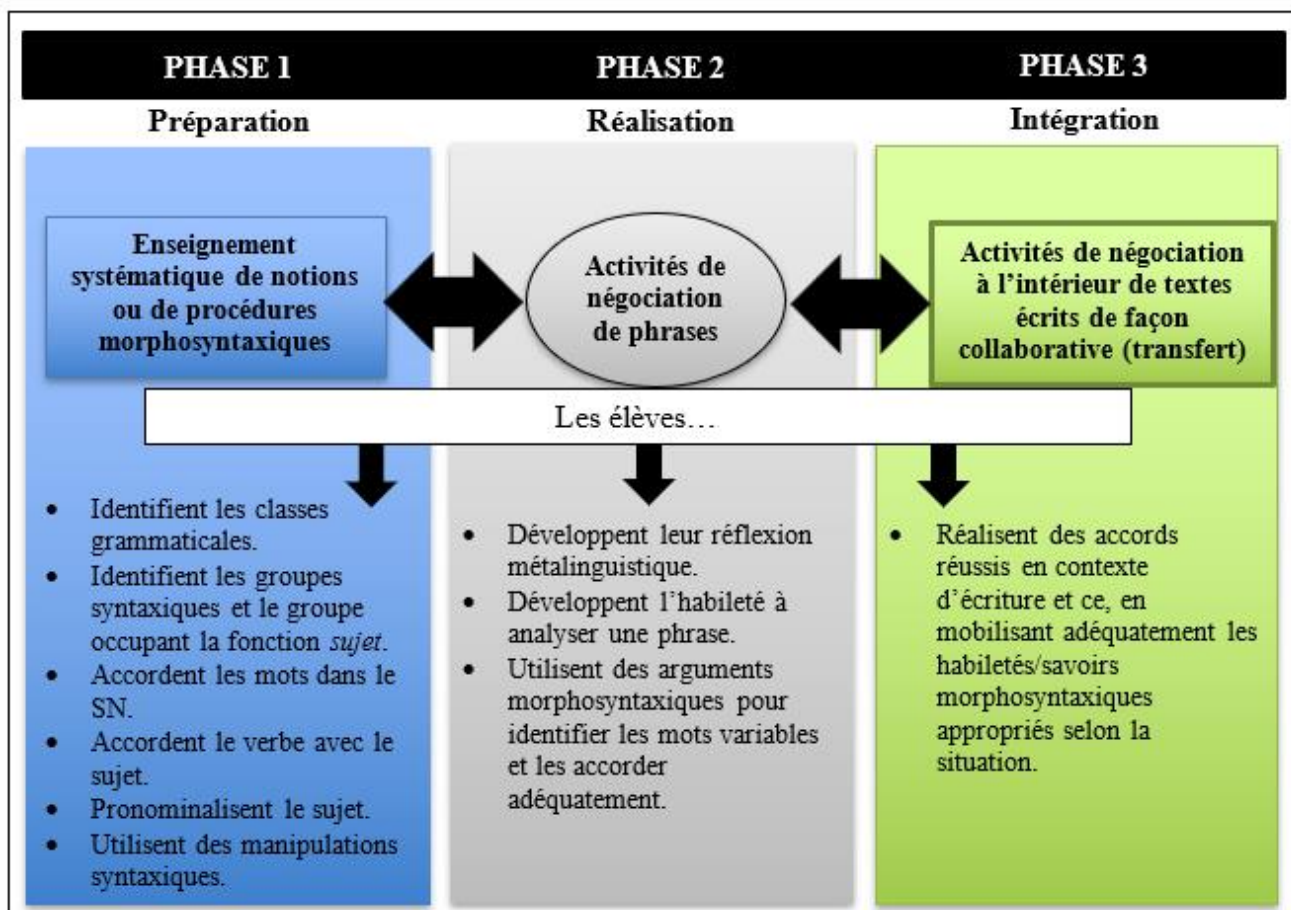 PHASE 1
PHASE 2
PHASE 3
Préparation
Réalisation
Intégration
Enseignement
systématique de notions
ou de procédures
morphosyntaxiques
Activités de
négociation
de phrases
Activités de négociation
à l'intérieur de textes
écrits de façon
collaborative (transfert)
Les élèves…
• Identifient les classes
grammaticales.
• Identifient les groupes
syntaxiques et le groupe
occupant la fonction sujet.
• Accordent les mots dans le
SN.
• Accordent le verbe avec le
sujet.
• Pronominalisent le sujet.
• Utilisent des manipulations
syntaxiques.
• Développent leur réflexion
métalinguistique.
• Développent l'habileté à
analyser une phrase.
• Utilisent des arguments
morphosyntaxiques pour
identifier les mots variables
et les accorder
adéquatement.
• Réalisent des accords
réussis en contexte
d'écriture et ce, en
mobilisant adéquatement les
habiletés/savoirs
morphosyntaxiques
appropriés selon la
situation.